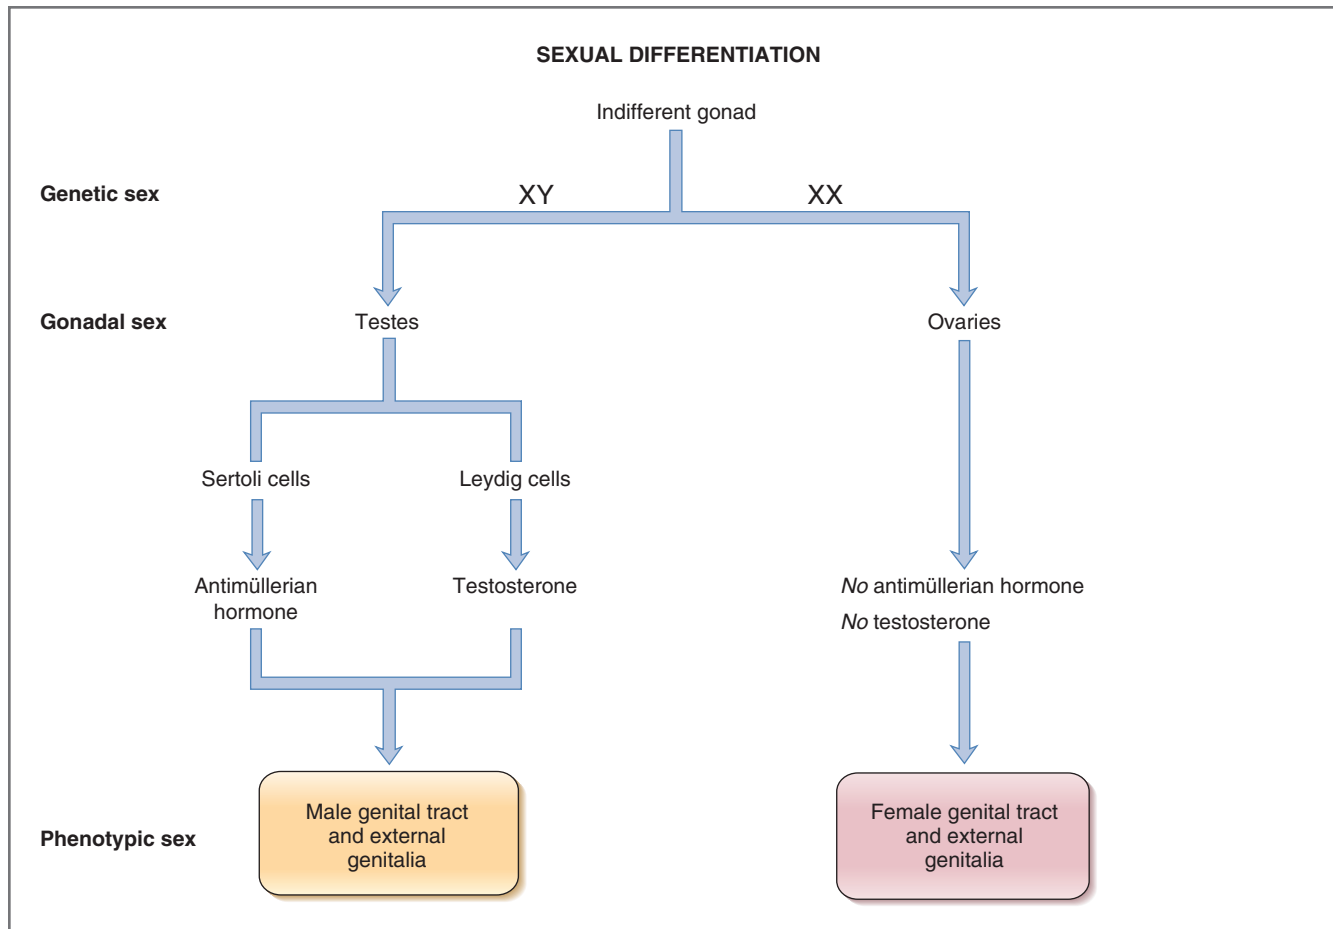 SEXUAL DIFFERENTIATION
Indifferent gonad
Genetic sex
XY
XX
Gonadal sex
Testes
Ovaries
Sertoli cells
Leydig cells
Antimüllerian
hormone
Testosterone
No antimüllerian hormone
No testosterone
Phenotypic sex
Male genital tract
and external
genitalia
Female genital tract
and external
genitalia